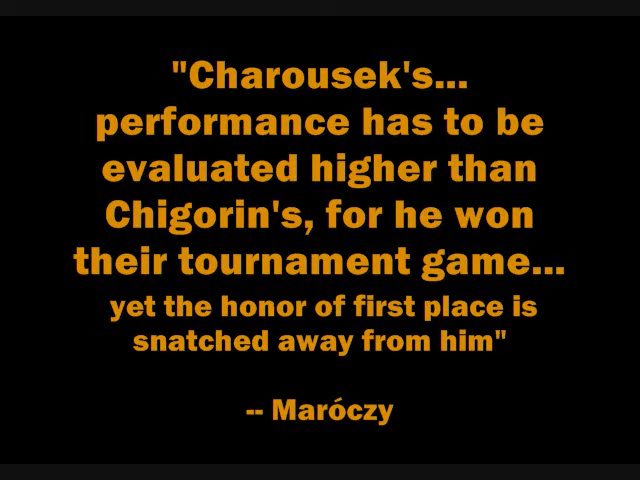 "Charousek's...
performance has to be
evaluated higher than
Chigorin's, for he won
their tournament game...
yet the honor of first place is
snatched away from him"
-- Maróczy